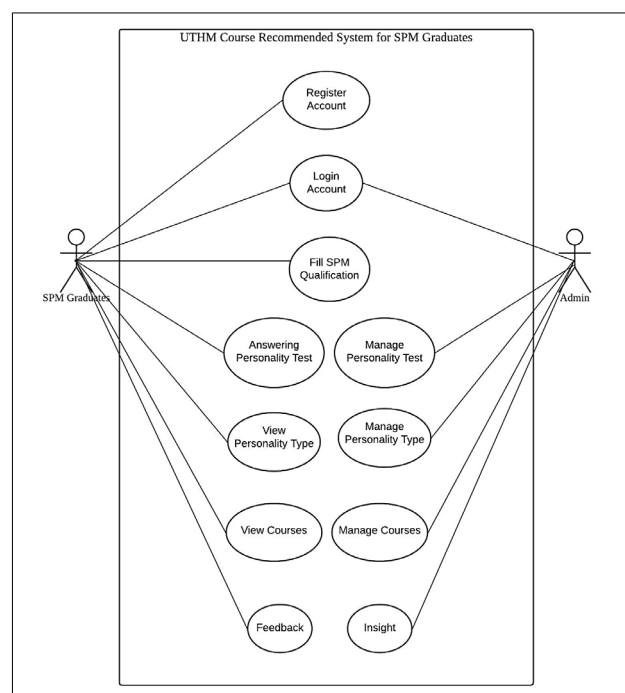 UTHM Course Recommended System for SPM Graduates
Register
Account
Login
Account
Fill SPM
Qualification
SPM Graduates
Admin
Answering
Personality Test
Manage
Personality Test
View
Personality Type
Manage
Personality Type
View Courses
Manage Courses
Feedback
Insight